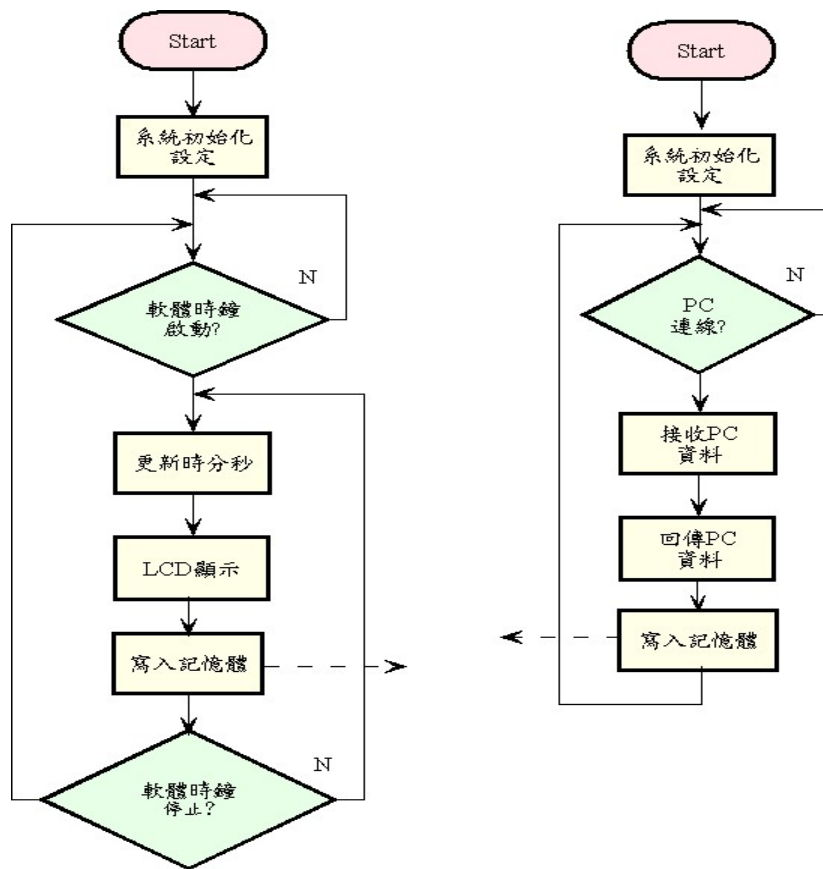 Start
系統初始化
設定
N
軟體時鐘
啟動?
更新時分秒
LCD顯示
寫入記憶體
N
軟體時鐘
停止?
Start
系統初始化
設定
N
PC
連線?
接收PC
資料
回傳PC
資料
寫入記憶體